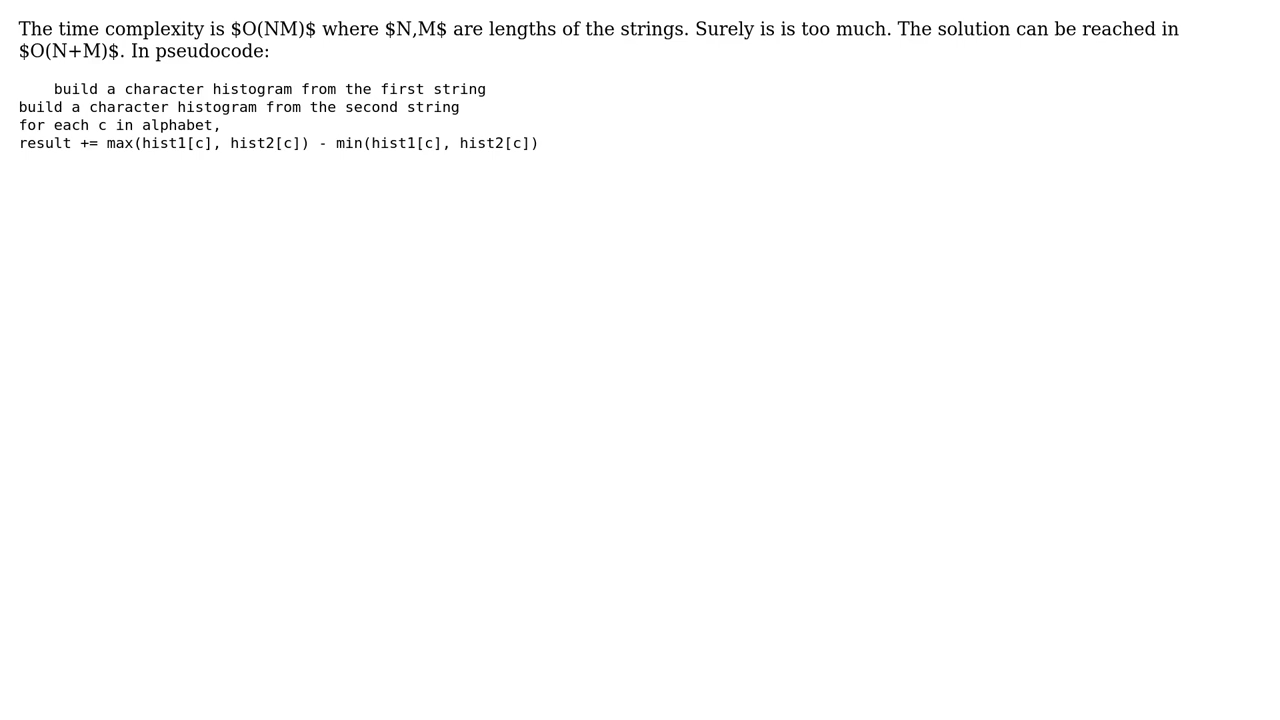 The time complexity is $O(NM)$ where $N,M$ are lengths of the strings. Surely is is too much. The solution can be reached in
$O(N+M)$. In pseudocode:
    build a character histogram from the first string
build a character histogram from the second string
for each c in alphabet,
result += max(hist1[c], hist2[c]) - min(hist1[c], hist2[c])